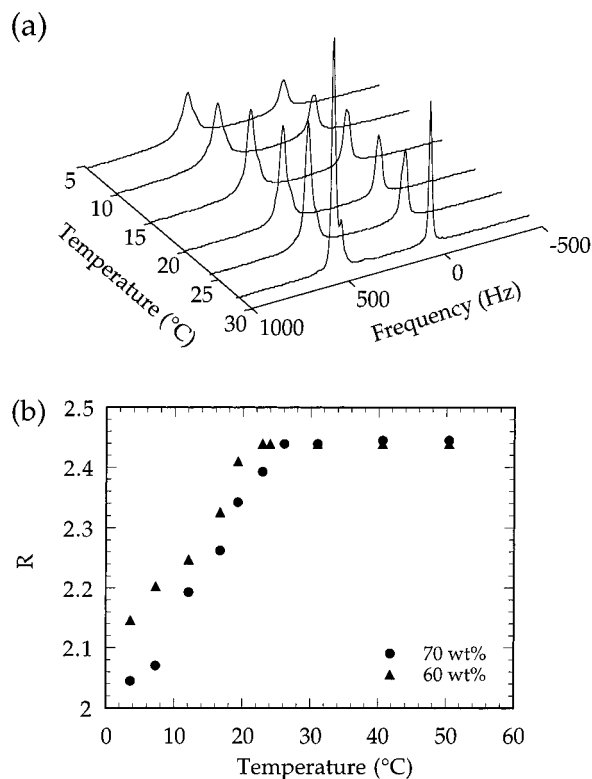 (a)
5
10
15
20
25
30
Temperature (°C)
1000
500
0
-500
Frequency (Hz)
(b)
2.5
2.4
2.3
2.2
2.1
2
R
70 wt%
60 wt%
0 10 20 30 40 50 60
Temperature (°C)